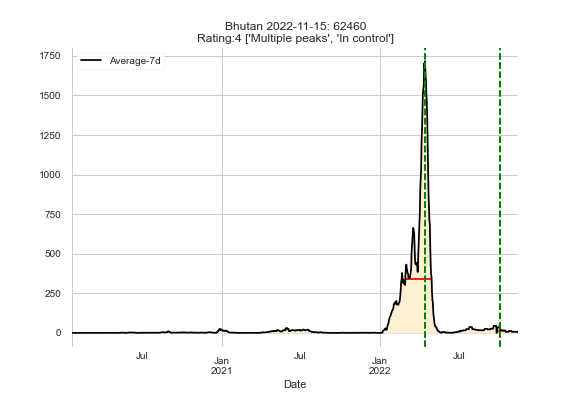 Bhutan 2022-11-15: 62460
Rating:4 ['Multiple peaks', 'In control']
Average-7d
1750
1500
1250
1000
750
500
250
0
Jul
Jan
2021
Jul
Jan
2022
Jul
Date